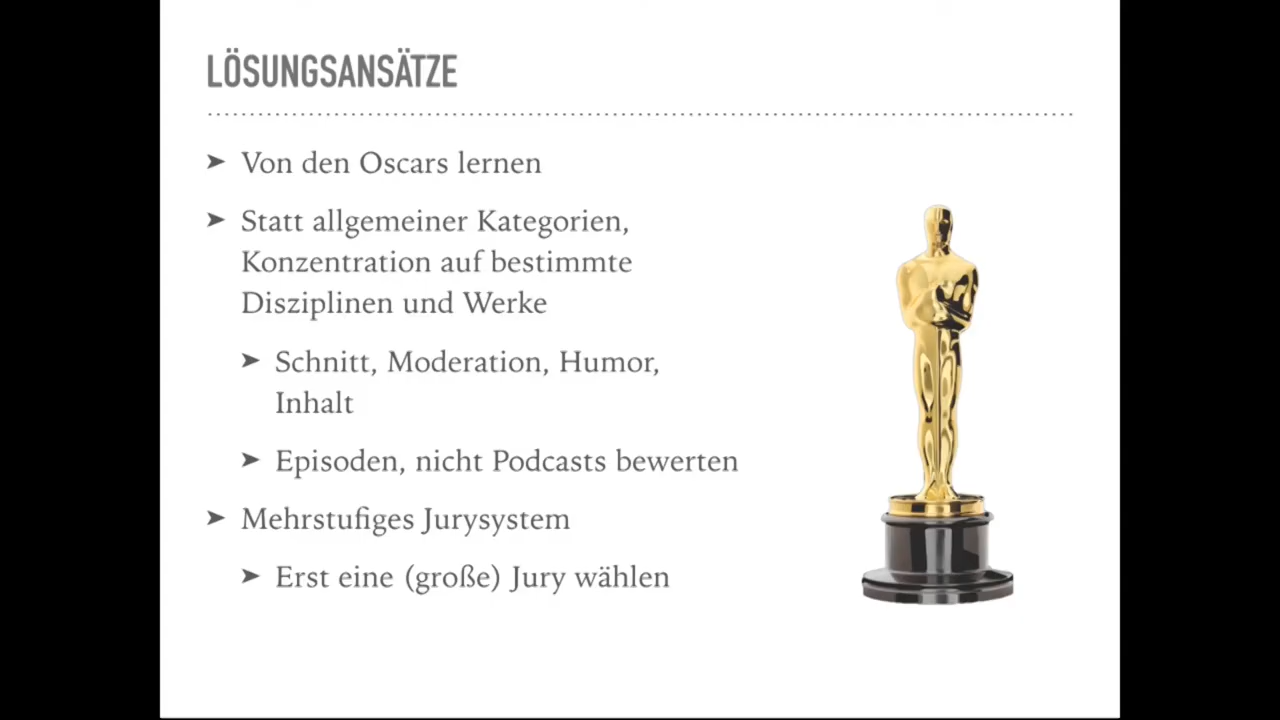 LÖSUNGSANSÄTZE
➤ Von den Oscars lernen
➤ Statt allgemeiner Kategorien,
Konzentration auf bestimmte
Disziplinen und Werke
➤ Schnitt, Moderation, Humor,
Inhalt
➤ Episoden, nicht Podcasts bewerten
➤ Mehrstufiges Jurysystem
➤ Erst eine (große) Jury wählen